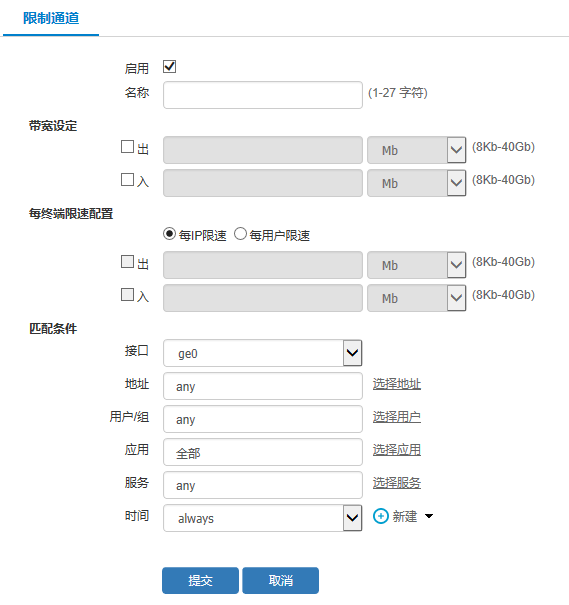 限制通道
启用
名称 (1-27 字符)
带宽设定
出 Mb (8Kb-40Gb)
入 Mb (8Kb-40Gb)
每终端限速配置
每IP限速 每用户限速
出 Mb (8Kb-40Gb)
入 Mb (8Kb-40Gb)
匹配条件
接口 ge0
地址 any 选择地址
用户/组 any 选择用户
应用 全部 选择应用
服务 any 选择服务
时间 always 新建
提交 取消